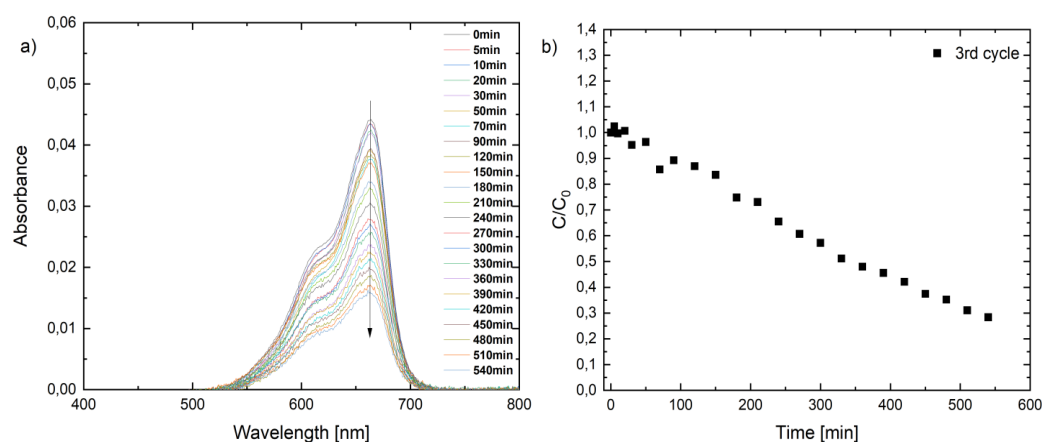 a)
0,06
0,05
0,04
0,03
0,02
0,01
0,00
Absorbance
400
500
600
700
800
Wavelength [nm]
0min
5min
10min
20min
30min
50min
70min
90min
120min
150min
180min
210min
240min
270min
300min
330min
360min
390min
420min
450min
480min
510min
540min
b)
1,4
1,3
1,2
1,1
1,0
0,9
0,8
0,7
0,6
0,5
0,4
0,3
0,2
0,1
0,0
C/C0
3rd cycle
0
100
200
300
400
500
600
Time [min]